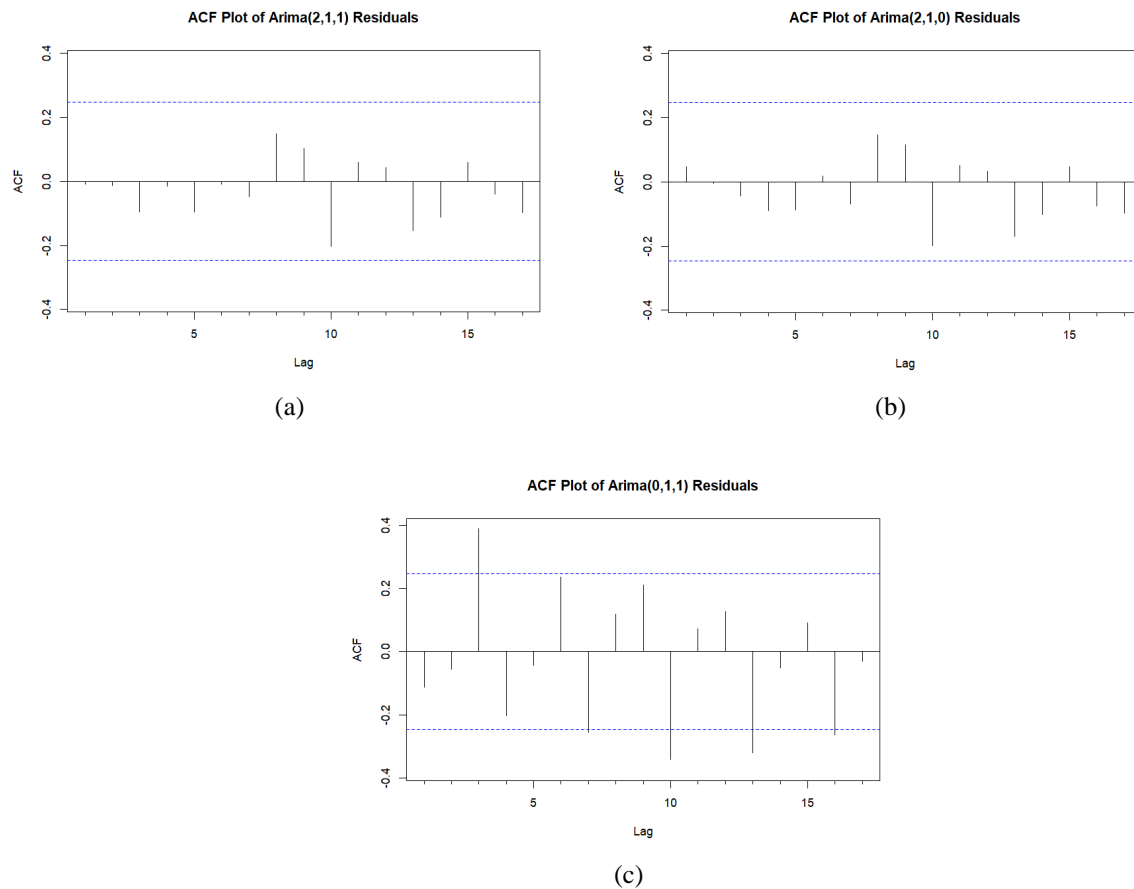 ACF Plot of Arima(2,1,1) Residuals
ACF
0.4
0.2
0.0
-0.2
-0.4
5
10
15
Lag
(a)
ACF Plot of Arima(2,1,0) Residuals
ACF
0.4
0.2
0.0
-0.2
-0.4
5
10
15
Lag
(b)
ACF Plot of Arima(0,1,1) Residuals
ACF
0.4
0.2
0.0
-0.2
-0.4
5
10
15
Lag
(c)